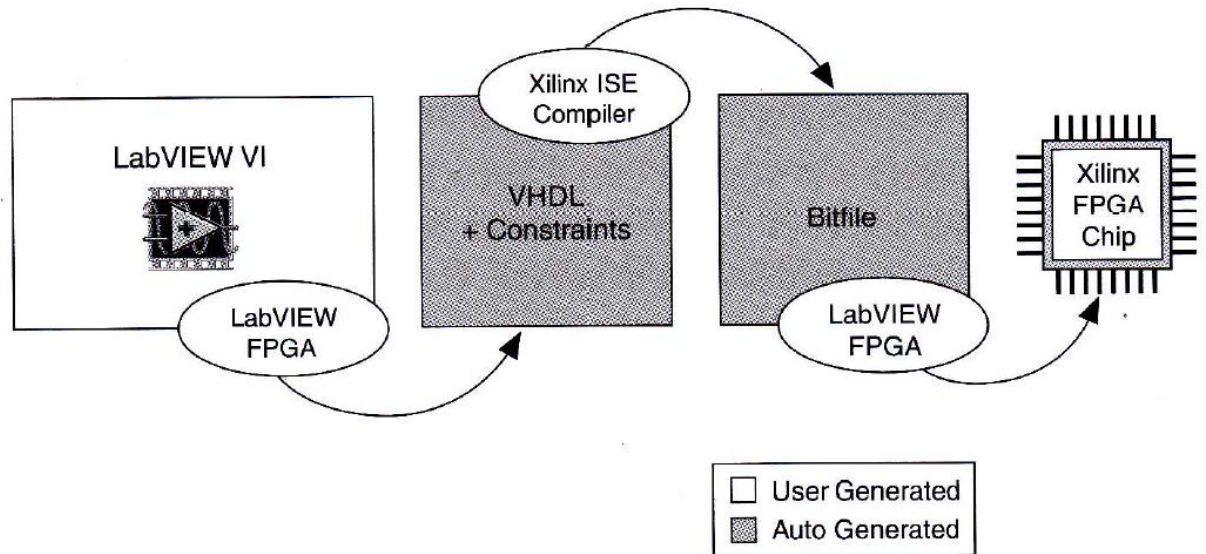 LabVIEW VI
LabVIEW
FPGA
Xilinx ISE
Compiler
VHDL
+ Constraints
Bitfile
LabVIEW
FPGA
Xilinx
FPGA
Chip
User Generated
Auto Generated